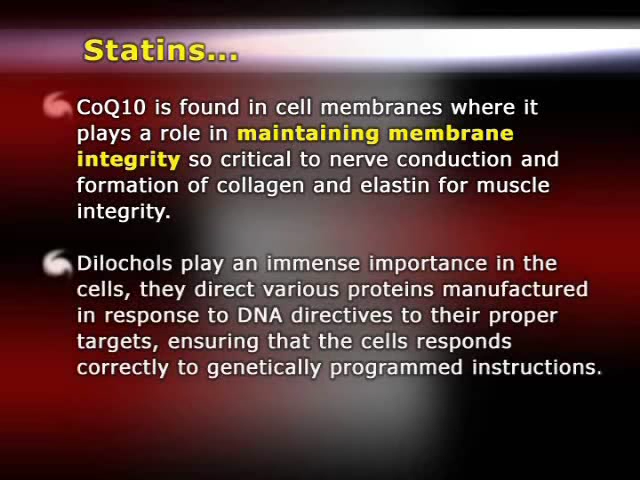 Statins...
CoQ10 is found in cell membranes where it
plays a role in maintaining membrane
integrity so critical to nerve conduction and
formation of collagen and elastin for muscle
integrity.
Dilochols play an immense importance in the
cells, they direct various proteins manufactured
in response to DNA directives to their proper
targets, ensuring that the cells responds
correctly to genetically programmed instructions.